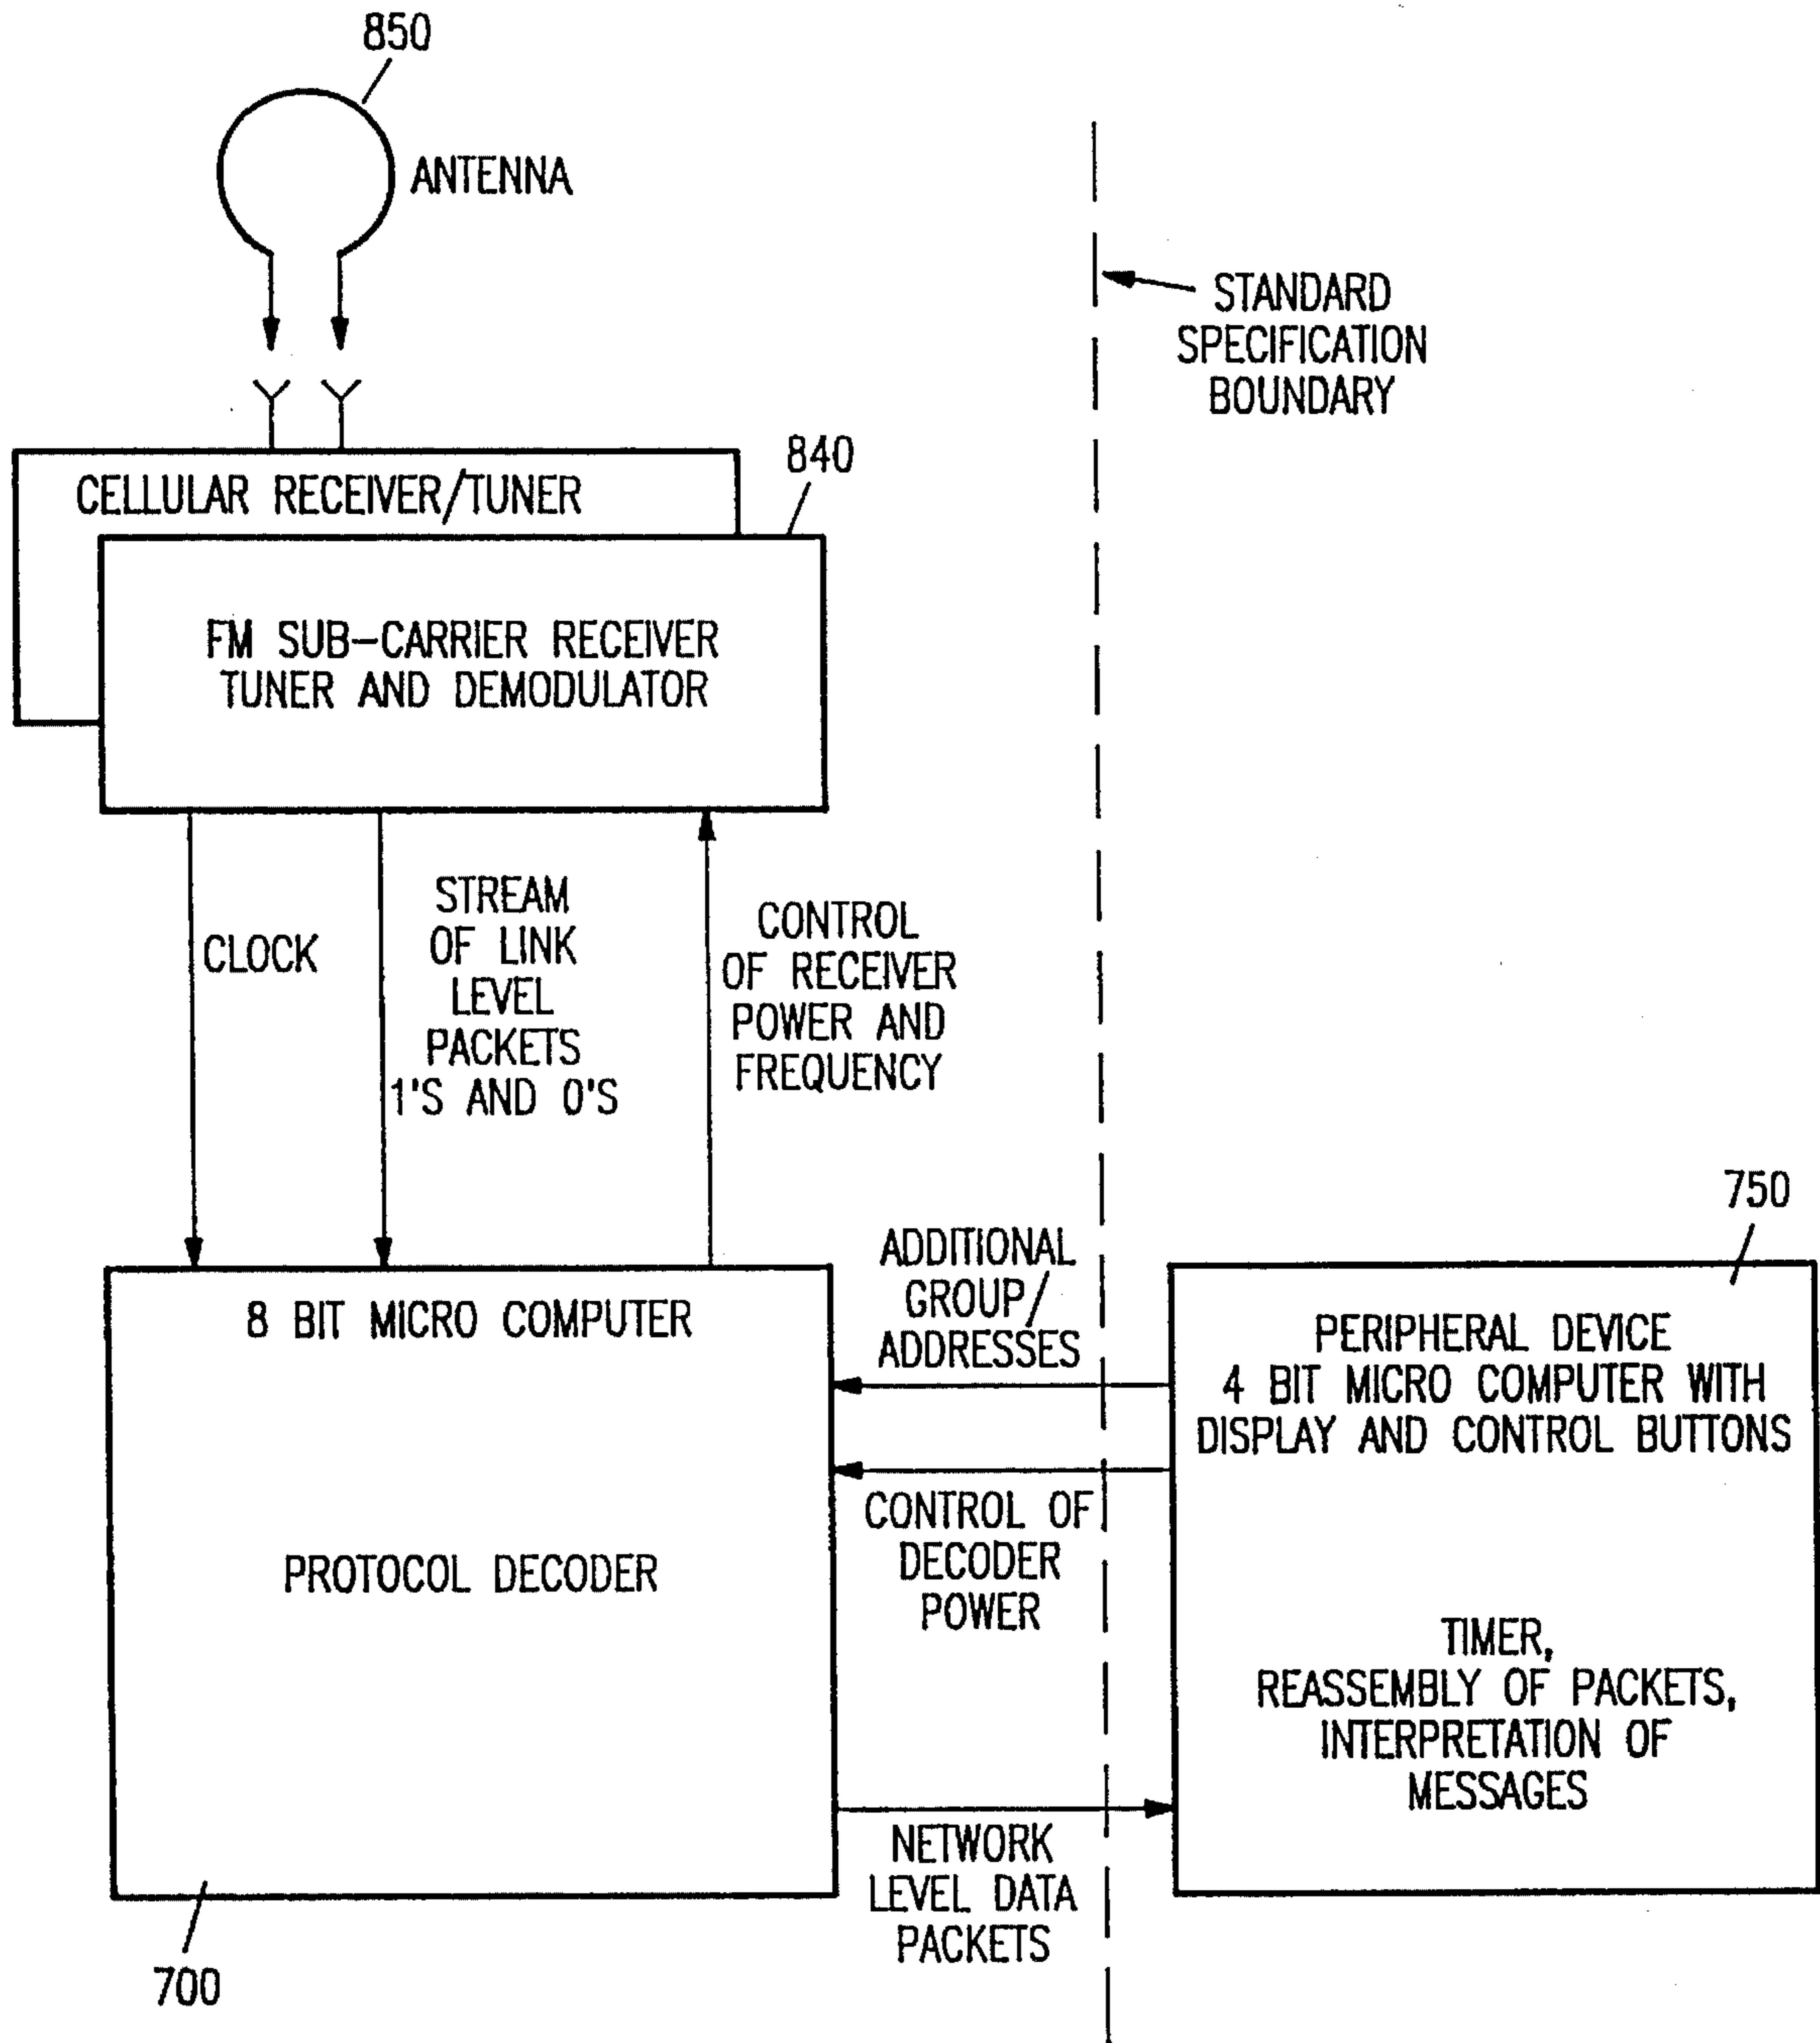 850
ANTENNA
STANDARD
SPECIFICATION
BOUNDARY
840
CELLULAR RECEIVER/TUNER
FM SUB-CARRIER RECEIVER
TUNER AND DEMODULATOR
CLOCK
STREAM
OF LINK
LEVEL
PACKETS
1'S AND 0'S
CONTROL
OF RECEIVER
POWER AND
FREQUENCY
750
8 BIT MICRO COMPUTER
PROTOCOL DECODER
700
ADDITIONAL
GROUP/
ADDRESSES
CONTROL OF
DECODER
POWER
NETWORK
LEVEL DATA
PACKETS
PERIPHERAL DEVICE
4 BIT MICRO COMPUTER WITH
DISPLAY AND CONTROL BUTTONS
TIMER,
REASSEMBLY OF PACKETS,
INTERPRETATION OF
MESSAGES